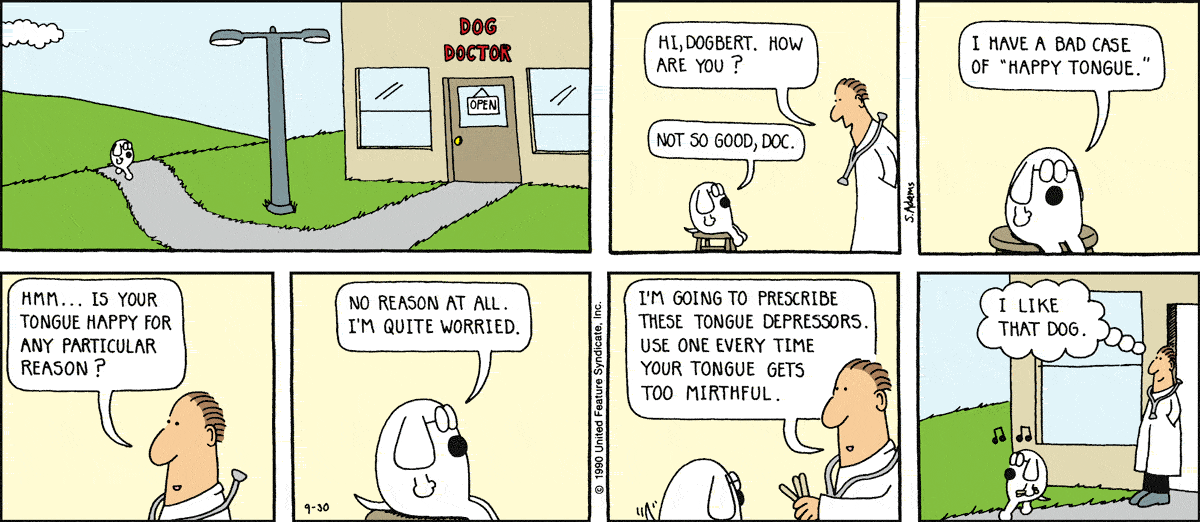 DOG
DOCTOR
OPEN
HI, DOGBERT. HOW
ARE YOU?
NOT SO GOOD, DOC.
S. Adams
I HAVE A BAD CASE
OF "HAPPY TONGUE."
HMM... IS YOUR
TONGUE HAPPY FOR
ANY PARTICULAR
REASON?
NO REASON AT ALL.
I'M QUITE WORRIED.
9-30
© 1990 United Feature Syndicate, Inc.
I'M GOING TO PRESCRIBE
THESE TONGUE DEPRESSORS.
USE ONE EVERY TIME
YOUR TONGUE GETS
TOO MIRTHFUL.
I LIKE
THAT DOG.